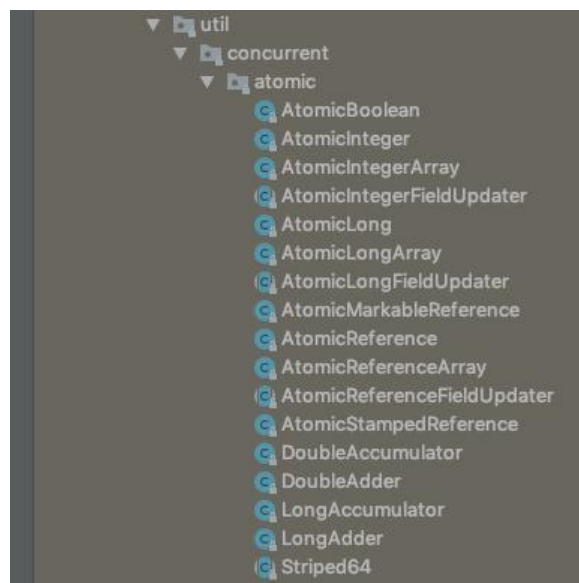 util
concurrent
atomic
AtomicBoolean
AtomicInteger
AtomicIntegerArray
AtomicIntegerFieldUpdater
AtomicLong
AtomicLongArray
AtomicLongFieldUpdater
AtomicMarkableReference
AtomicReference
AtomicReferenceArray
AtomicReferenceFieldUpdater
AtomicStampedReference
DoubleAccumulator
DoubleAdder
LongAccumulator
LongAdder
Striped64